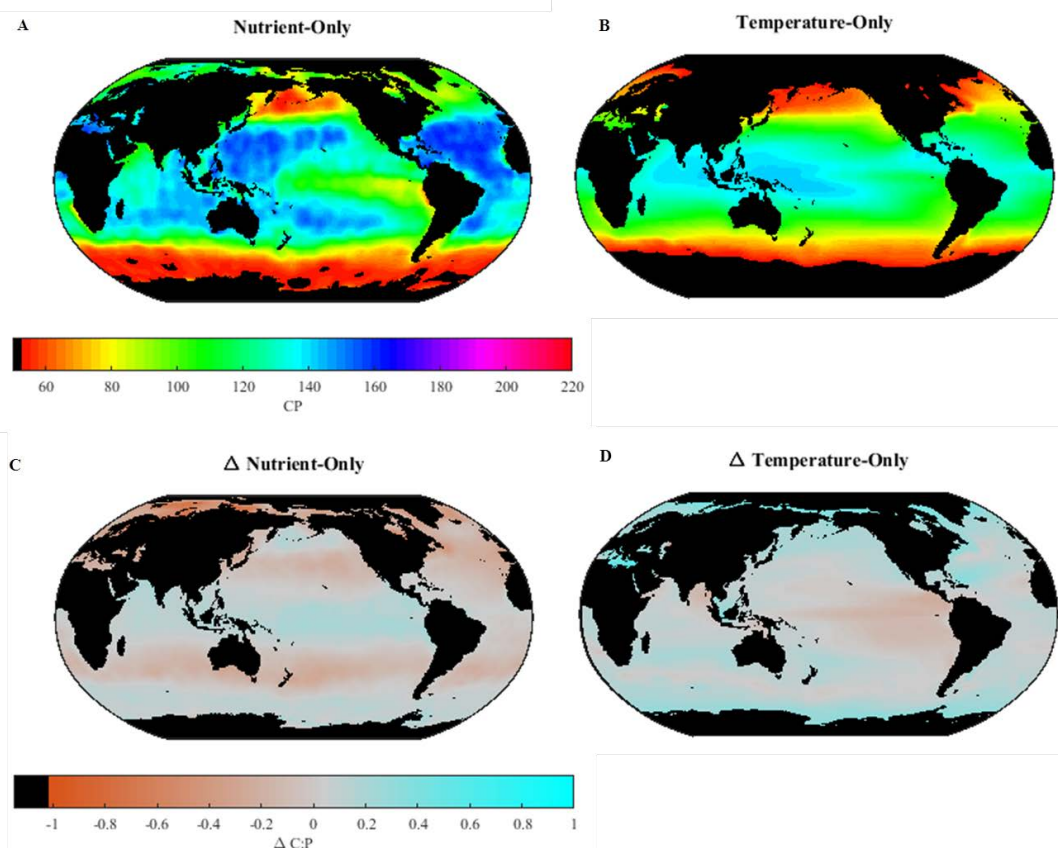 A
Nutrient-Only
B
Temperature-Only
60 80 100 120 140 160 180 200 220
CP
C
△ Nutrient-Only
D
△ Temperature-Only
-1 -0.8 -0.6 -0.4 -0.2 0 0.2 0.4 0.6 0.8 1
Δ C:P